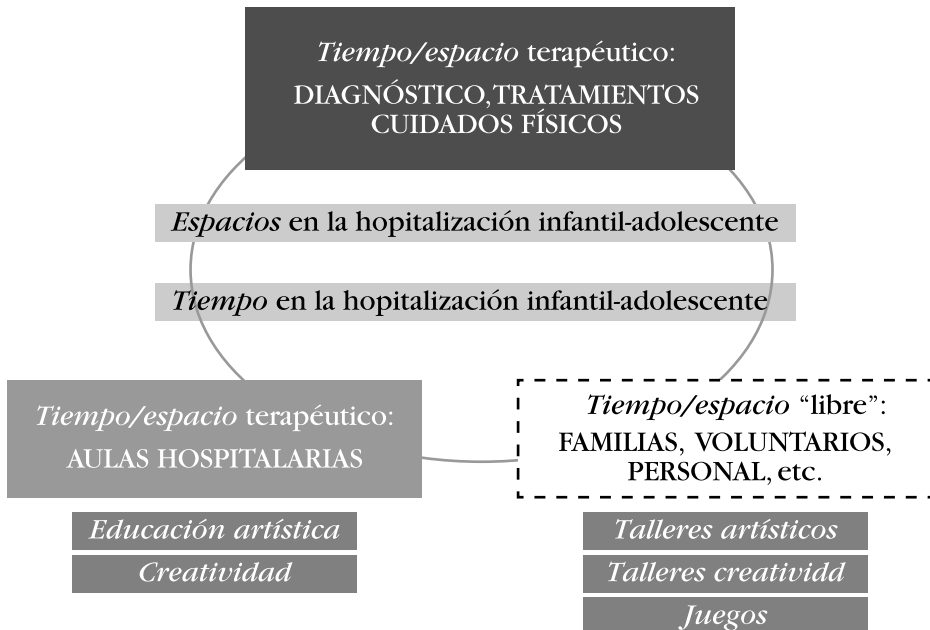 Tiempo/espacio terapéutico:
DIAGNÓSTICO, TRATAMIENTOS
CUIDADOS FÍSICOS
Espacios en la hopitalización infantil-adolescente
Tiempo en la hopitalización infantil-adolescente
Tiempo/espacio terapéutico:
AULAS HOSPITALARIAS
Educación artística
Creatividad
Tiempo/espacio “libre”:
FAMILIAS, VOLUNTARIOS,
PERSONAL, etc.
Talleres artísticos
Talleres creatividd
Juegos